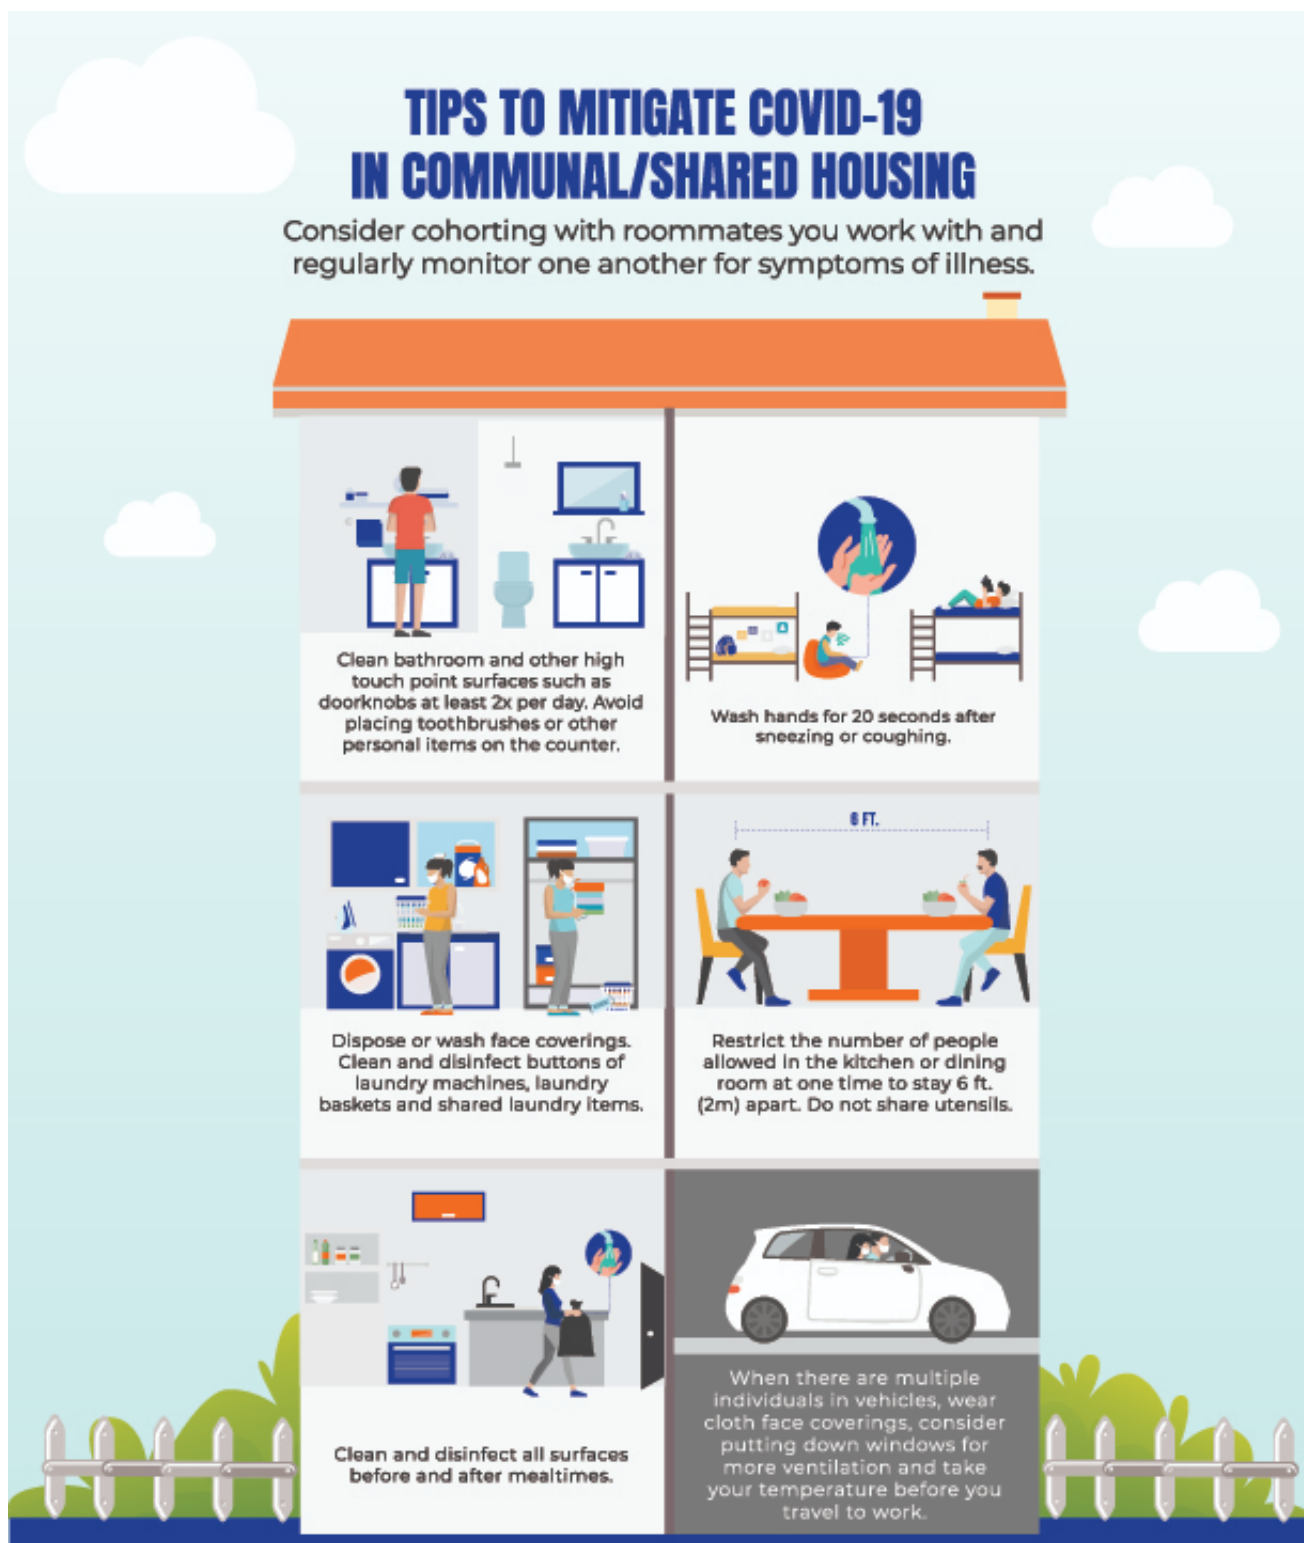 TIPS TO MITIGATE COVID-19
IN COMMUNAL/SHARED HOUSING
Consider cohorting with roommates you work with and
regularly monitor one another for symptoms of illness.
Clean bathroom and other high
touch point surfaces such as
doorknobs at least 2x per day. Avoid
placing toothbrushes or other
personal items on the counter.
Wash hands for 20 seconds after
sneezing or coughing.
Dispose or wash face coverings.
Clean and disinfect buttons of
laundry machines, laundry
baskets and shared laundry items.
6 FT.
Restrict the number of people
allowed in the kitchen or dining
room at one time to stay 6 ft.
(2m) apart. Do not share utensils.
Clean and disinfect all surfaces
before and after mealtimes.
When there are multiple
individuals in vehicles, wear
cloth face coverings, consider
putting down windows for
more ventilation and take
your temperature before you
travel to work.